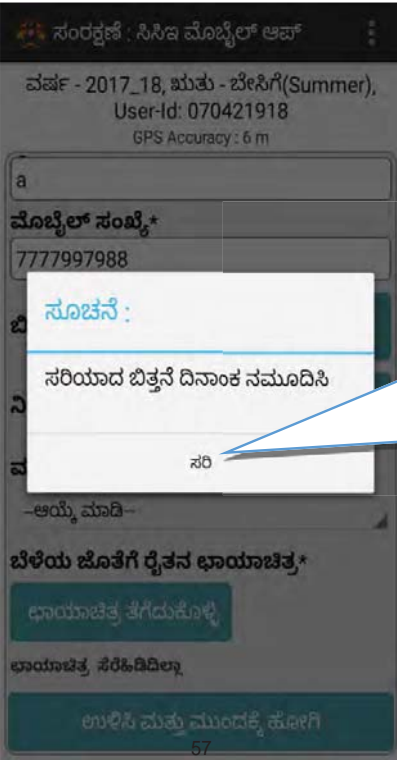 ಸಂರಕ್ಷಣೆ : ಸಿಸಿಇ ಮೊಬೈಲ್ ಆಪ್
ವರ್ಷ - 2017_18, ಋತು - ಬೇಸಿಗೆ(Summer),
User-Id: 070421918
GPS Accuracy : 6 m
a
ಮೊಬೈಲ್ ಸಂಖ್ಯೆ*
7777997988
ಸೂಚನೆ :
ಸರಿಯಾದ ಬಿತ್ತನೆ ದಿನಾಂಕ ನಮೂದಿಸಿ
ಸರಿ
--ಆಯ್ಕೆ ಮಾಡಿ--
ಬೆಳೆಯ ಜೊತೆಗೆ ರೈತನ ಛಾಯಾಚಿತ್ರ*
ಛಾಯಾಚಿತ್ರ ತೆಗೆದುಕೊಳ್ಳಿ
ಛಾಯಾಚಿತ್ರ ಸೆರೆಹಿಡಿದಿಲ್ಲಾ
ಉಳಿಸಿ ಮತ್ತು ಮುಂದಕ್ಕೆ ಹೋಗಿ
57